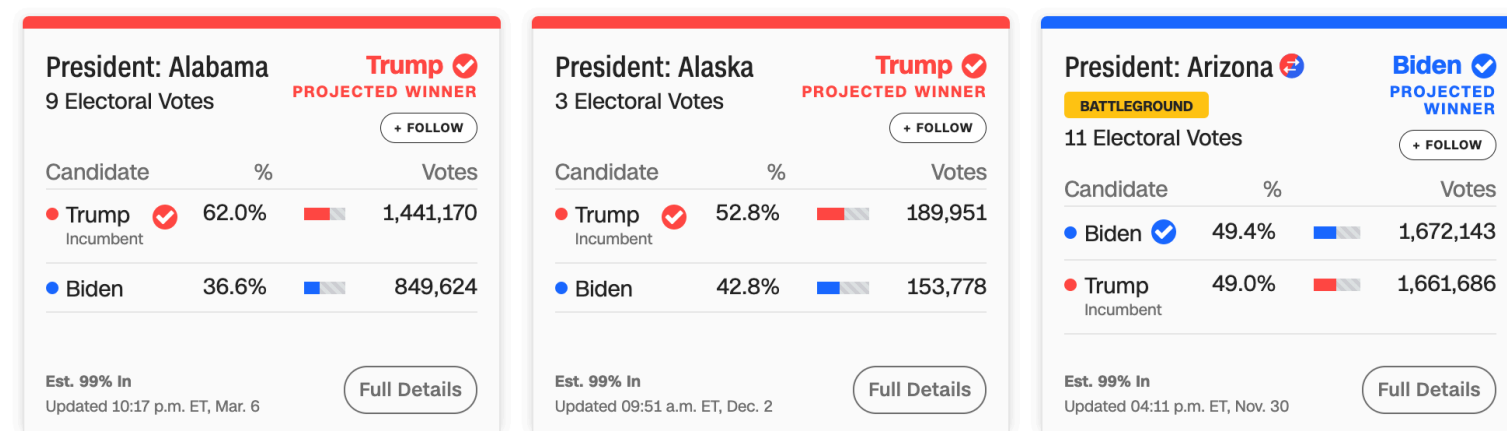 President: Alabama
Trump
9 Electoral Votes
PROJECTED WINNER
+ FOLLOW
Candidate % Votes
Trump 62.0% 1,441,170
Incumbent
Biden 36.6% 849,624
Est. 99% In
Updated 10:17 p.m. ET, Mar. 6
Full Details
President: Alaska
Trump
3 Electoral Votes
PROJECTED WINNER
+ FOLLOW
Candidate % Votes
Trump 52.8% 189,951
Incumbent
Biden 42.8% 153,778
Est. 99% In
Updated 09:51 a.m. ET, Dec. 2
Full Details
President: Arizona
Biden
PROJECTED
WINNER
BATTLEGROUND
11 Electoral Votes
+ FOLLOW
Candidate % Votes
Biden 49.4% 1,672,143
Trump 49.0% 1,661,686
Incumbent
Est. 99% In
Updated 04:11 p.m. ET, Nov. 30
Full Details